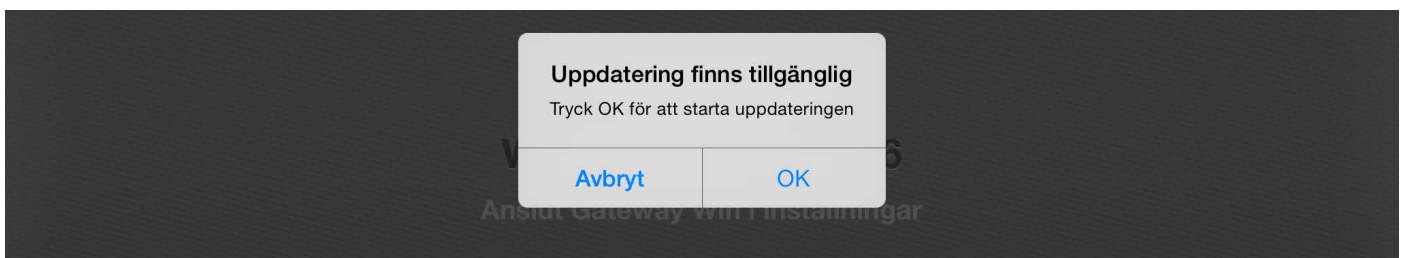 Uppdatering finns tillgänglig
Tryck OK för att starta uppdateringen
Avbryt
OK
Anslut Gateway Wifi i inställningar